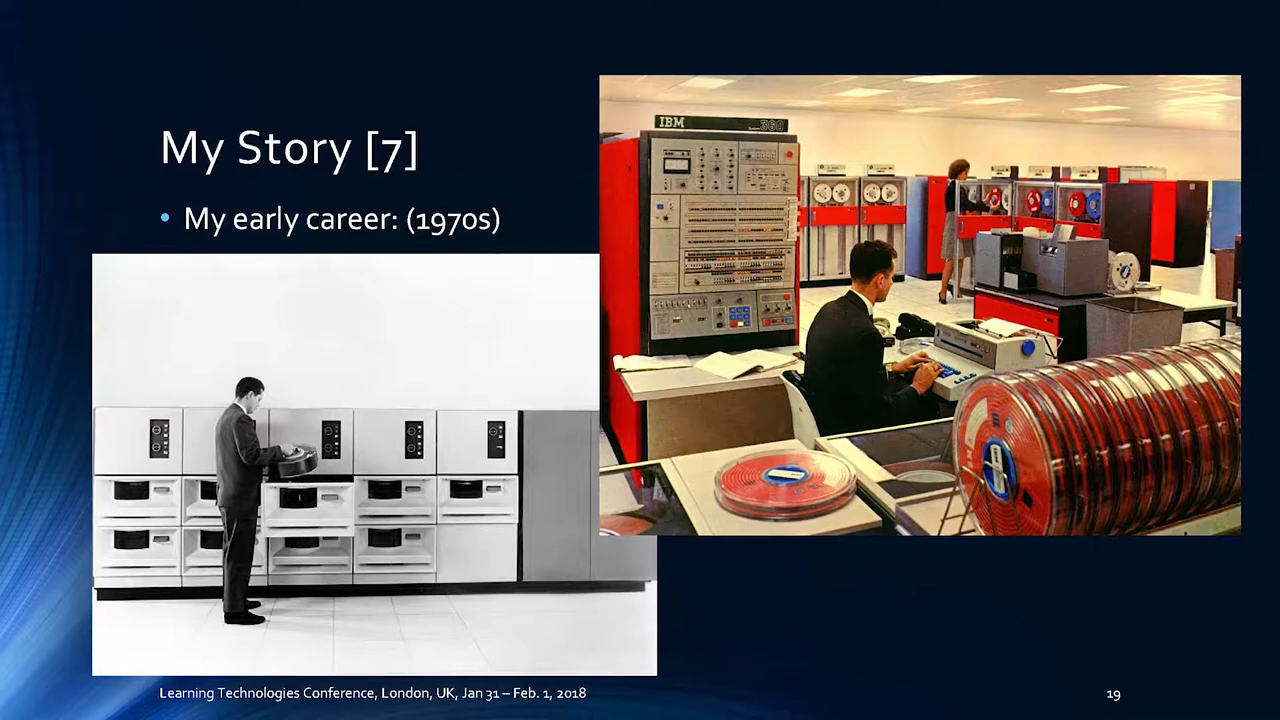 My Story [7]
• My early career: (1970s)
IBM
System 360
Learning Technologies Conference, London, UK, Jan 31 – Feb. 1, 2018
19